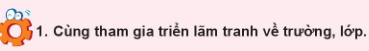 1. Cùng tham gia triển lãm tranh về trường, lớp.